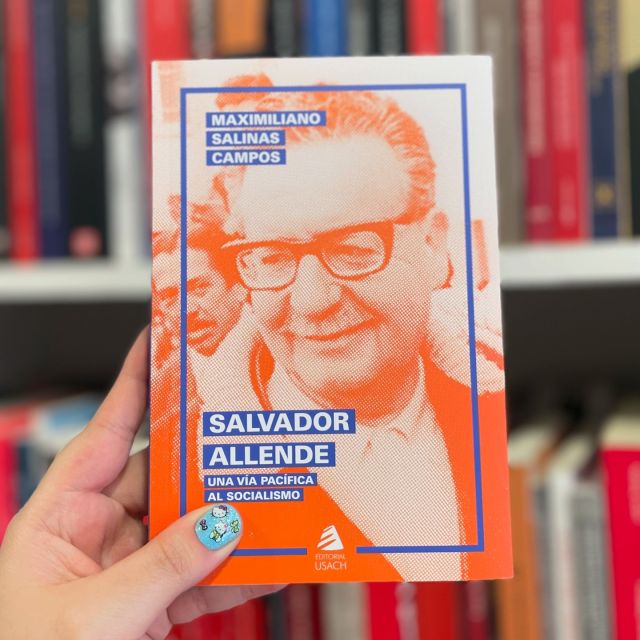 MAXIMILIANO
SALINAS
CAMPOS
SALVADOR
ALLENDE
UNA VÍA PACÍFICA
AL SOCIALISMO
EDITORIAL
USACH